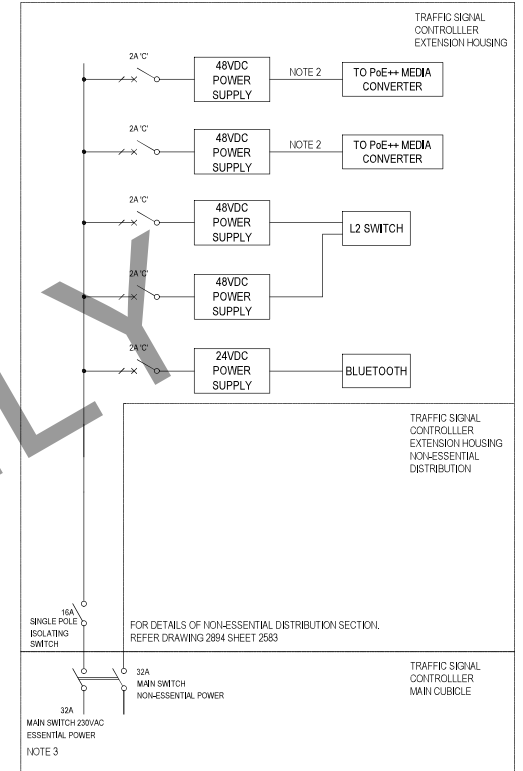 TRAFFIC SIGNAL
CONTROLLLER
EXTENSION HOUSING
2A 'C'
48VDC
POWER
SUPPLY
NOTE 2
TO PoE++ MEDIA
CONVERTER
2A 'C'
48VDC
POWER
SUPPLY
NOTE 2
TO PoE++ MEDIA
CONVERTER
2A 'C'
48VDC
POWER
SUPPLY
L2 SWITCH
2A 'C'
48VDC
POWER
SUPPLY
2A 'C'
24VDC
POWER
SUPPLY
BLUETOOTH
TRAFFIC SIGNAL
CONTROLLLER
EXTENSION HOUSING
NON-ESSENTIAL
DISTRIBUTION
16A
SINGLE POLE
ISOLATING
SWITCH
FOR DETAILS OF NON-ESSENTIAL DISTRIBUTION SECTION.
REFER DRAWING 2894 SHEET 2583
32A
MAIN SWITCH
NON-ESSENTIAL POWER
TRAFFIC SIGNAL
CONTROLLLER
MAIN CUBICLE
32A
MAIN SWITCH 230VAC
ESSENTIAL POWER
NOTE 3
LY